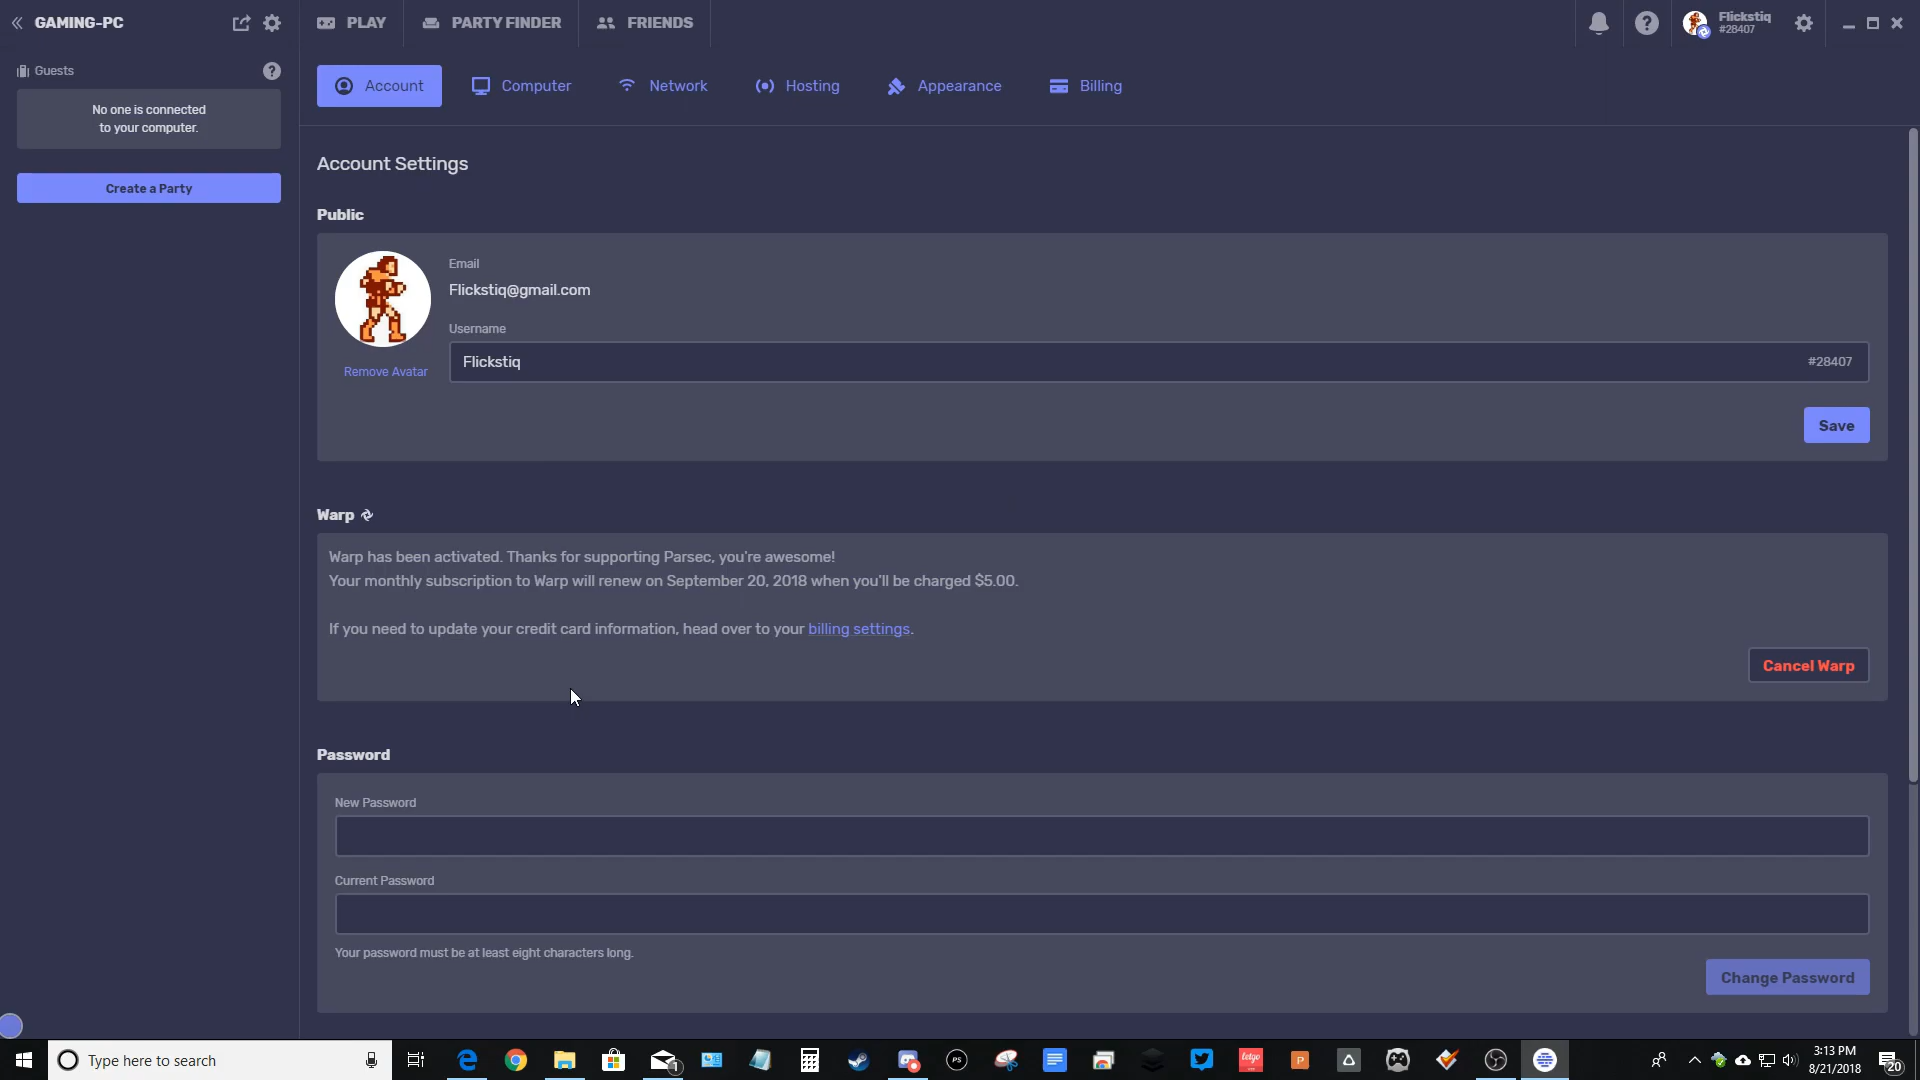 GAMING-PC
PLAY
PARTY FINDER
FRIENDS
Flickstiq
#28407
Guests
No one is connected
to your computer.
Create a Party
Account
Computer
Network
Hosting
Appearance
Billing
Account Settings
Public
Email
Flickstiq@gmail.com
Username
Flickstiq
#28407
Remove Avatar
Save
Warp
Warp has been activated. Thanks for supporting Parsec, you're awesome!
Your monthly subscription to Warp will renew on September 20, 2018 when you'll be charged $5.00.
If you need to update your credit card information, head over to your billing settings.
Cancel Warp
Password
New Password
Current Password
Your password must be at least eight characters long.
Change Password
Type here to search
1
PS
letgo
P
3:13 PM
8/21/2018
20